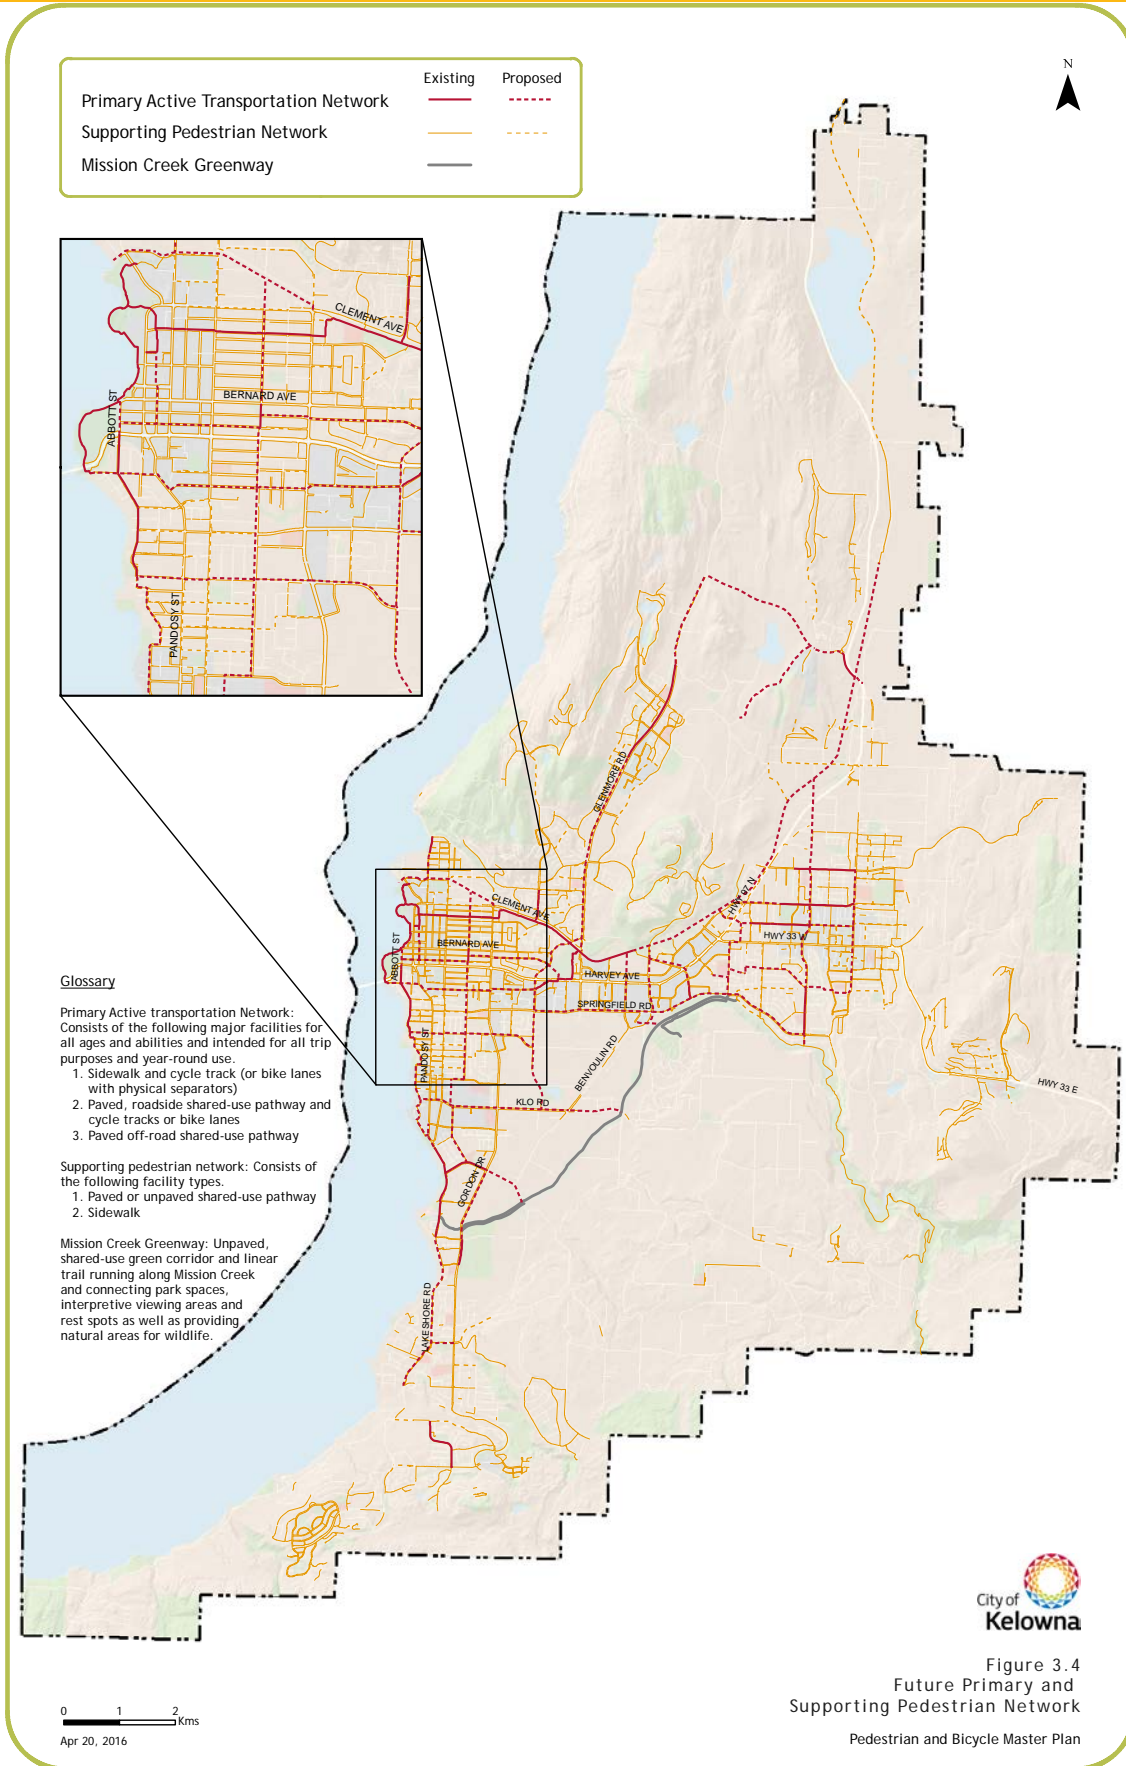 Existing Proposed
Primary Active Transportation Network
Supporting Pedestrian Network
Mission Creek Greenway
N
CLEMENT AVE
BERNARD AVE
ABBOTT ST
PANDOSY ST
GLENMORE RD
HWY 97 N
CLEMENT AVE
HWY 33 W
BERNARD AVE
ABBOTT ST
HARVEY AVE
SPRINGFIELD RD
PANDOSY ST
BENVOULIN RD
HWY 33 E
KLO RD
GORDON DR
LAKESHORE RD
Glossary
Primary Active transportation Network:
Consists of the following major facilities for
all ages and abilities and intended for all trip
purposes and year-round use.
1. Sidewalk and cycle track (or bike lanes
with physical separators)
2. Paved, roadside shared-use pathway and
cycle tracks or bike lanes
3. Paved off-road shared-use pathway
Supporting pedestrian network: Consists of
the following facility types.
1. Paved or unpaved shared-use pathway
2. Sidewalk
Mission Creek Greenway: Unpaved,
shared-use green corridor and linear
trail running along Mission Creek
and connecting park spaces,
interpretive viewing areas and
rest spots as well as providing
natural areas for wildlife.
City of
Kelowna
Figure 3.4
Future Primary and
Supporting Pedestrian Network
Pedestrian and Bicycle Master Plan
0 1 2
Kms
Apr 20, 2016